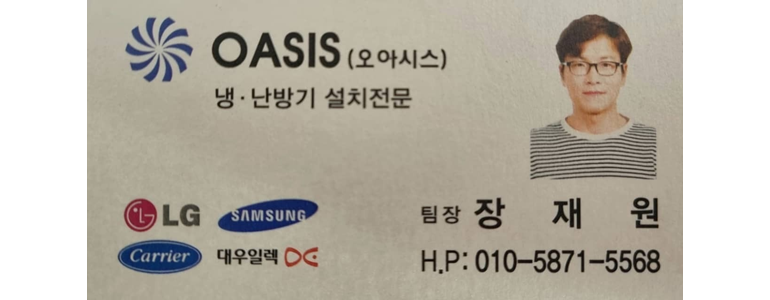 OASIS (오아시스)
냉·난방기 설치전문
LG SAMSUNG
Carrier 대우일렉
팀장 장 재 원
H.P: 010-5871-5568